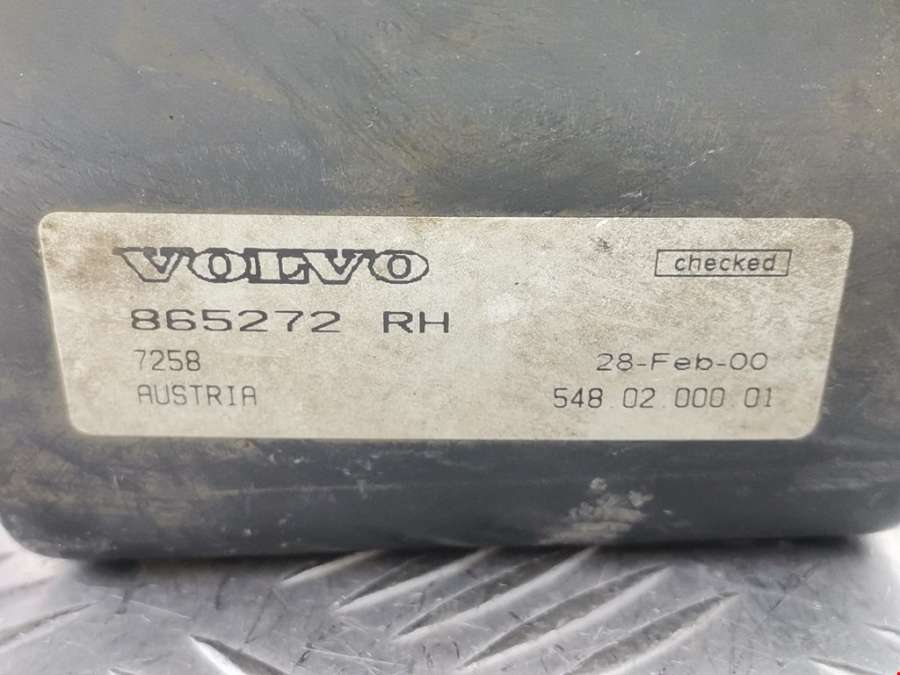 VOLVO
checked
865272 RH
7258
28-Feb-00
AUSTRIA
548.02.000.01